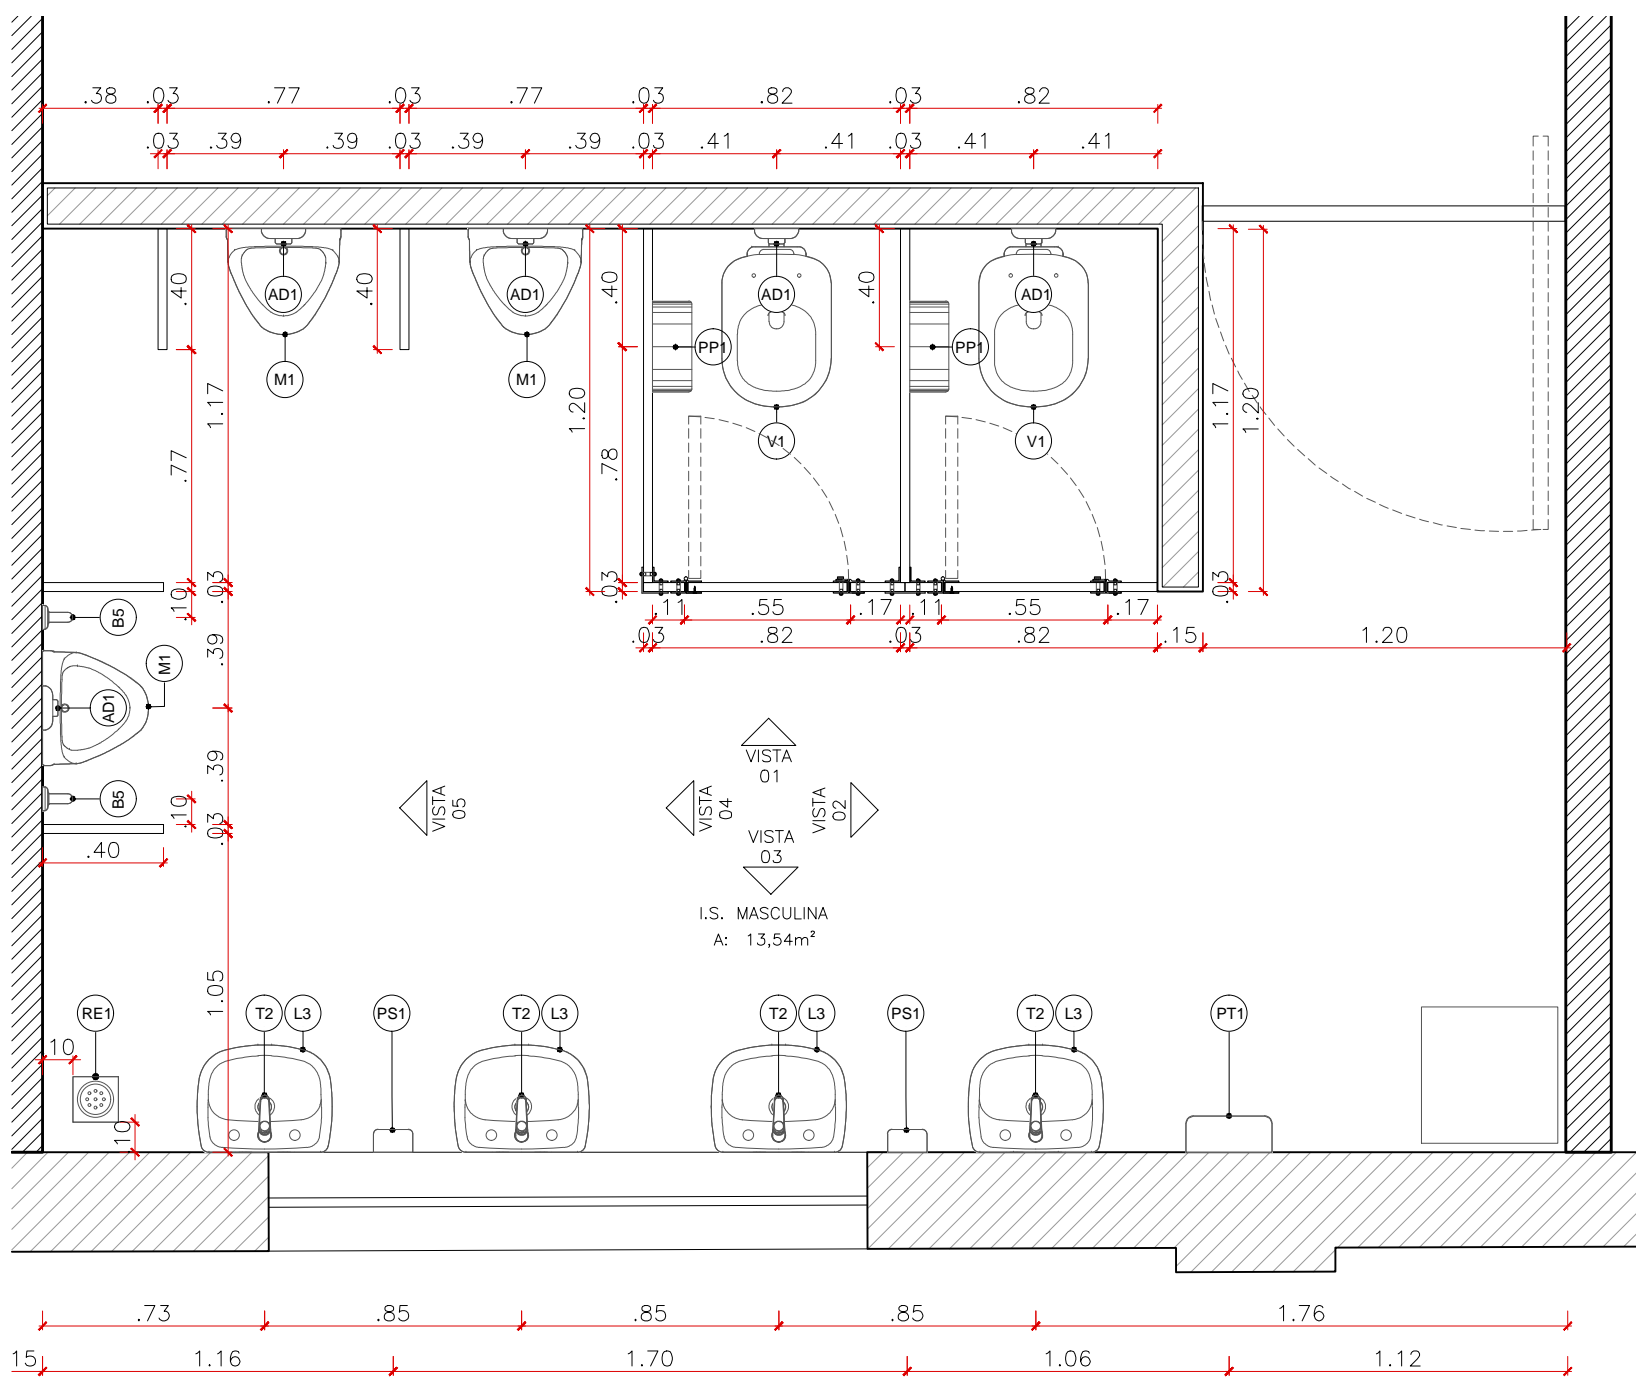 .38 .03 .77 .03 .77 .03 .82 .03 .82
.03 .39 .39 .03 .39 .39 .03 .41 .41 .03 .41 .41
AD1 AD1 AD1 AD1
.40 .40 .40 .40
PP1 PP1
M1 M1
1.17 1.20 1.17 1.20
V1 V1
.77 .78
.03 .03 .03
.10
B5
.11 .55 .17 .11 .55 .17
.03 .82 .03 .82 .15 1.20
.39
M1
AD1
.39
B5
.10
.03
.40
VISTA
01
VISTA
05
VISTA
04
VISTA
02
VISTA
03
I.S. MASCULINA
A: 13,54m²
1.05
RE1 T2 L3 PS1 T2 L3 T2 L3 PS1 T2 L3 PT1
10
10
.73 .85 .85 .85 1.76
15 1.16 1.70 1.06 1.12